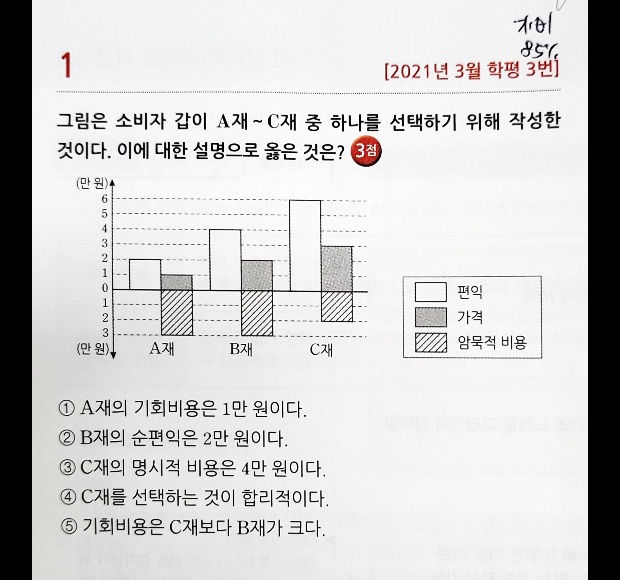 지비
85%
1
[2021년 3월 학평 3번]
그림은 소비자 갑이 A재 ~ C재 중 하나를 선택하기 위해 작성한
것이다. 이에 대한 설명으로 옳은 것은? 3점
(만 원)
6
5
4
3
2
1
0
1
2
3
(만 원)
A재 B재 C재
편익
가격
암묵적 비용
① A재의 기회비용은 1만 원이다.
② B재의 순편익은 2만 원이다.
③ C재의 명시적 비용은 4만 원이다.
④ C재를 선택하는 것이 합리적이다.
⑤ 기회비용은 C재보다 B재가 크다.